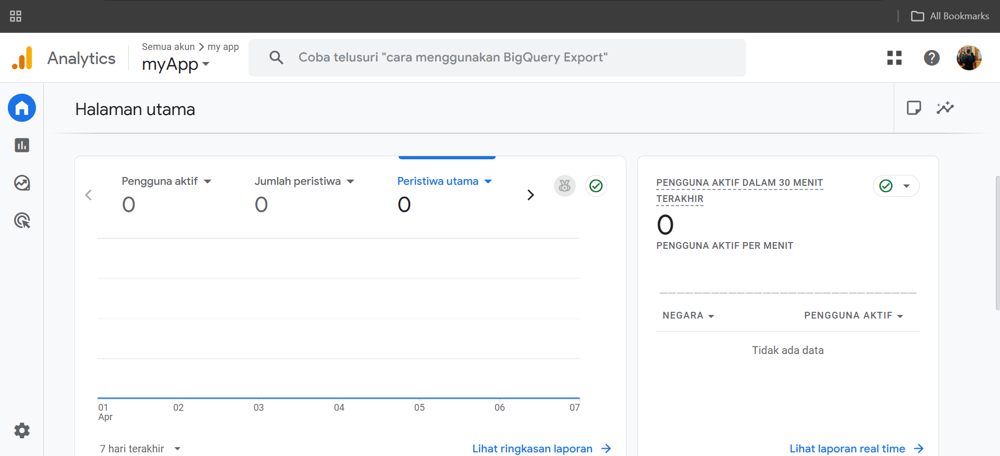 All Bookmarks
Analytics
Semua akun > my app
myApp
Coba telusuri "cara menggunakan BigQuery Export"
Halaman utama
Pengguna aktif
0
Jumlah peristiwa
0
Peristiwa utama
0
01
Apr
02
03
04
05
06
07
7 hari terakhir
Lihat ringkasan laporan
PENGGUNA AKTIF DALAM 30 MENIT
TERAKHIR
0
PENGGUNA AKTIF PER MENIT
NEGARA
PENGGUNA AKTIF
Tidak ada data
Lihat laporan real time